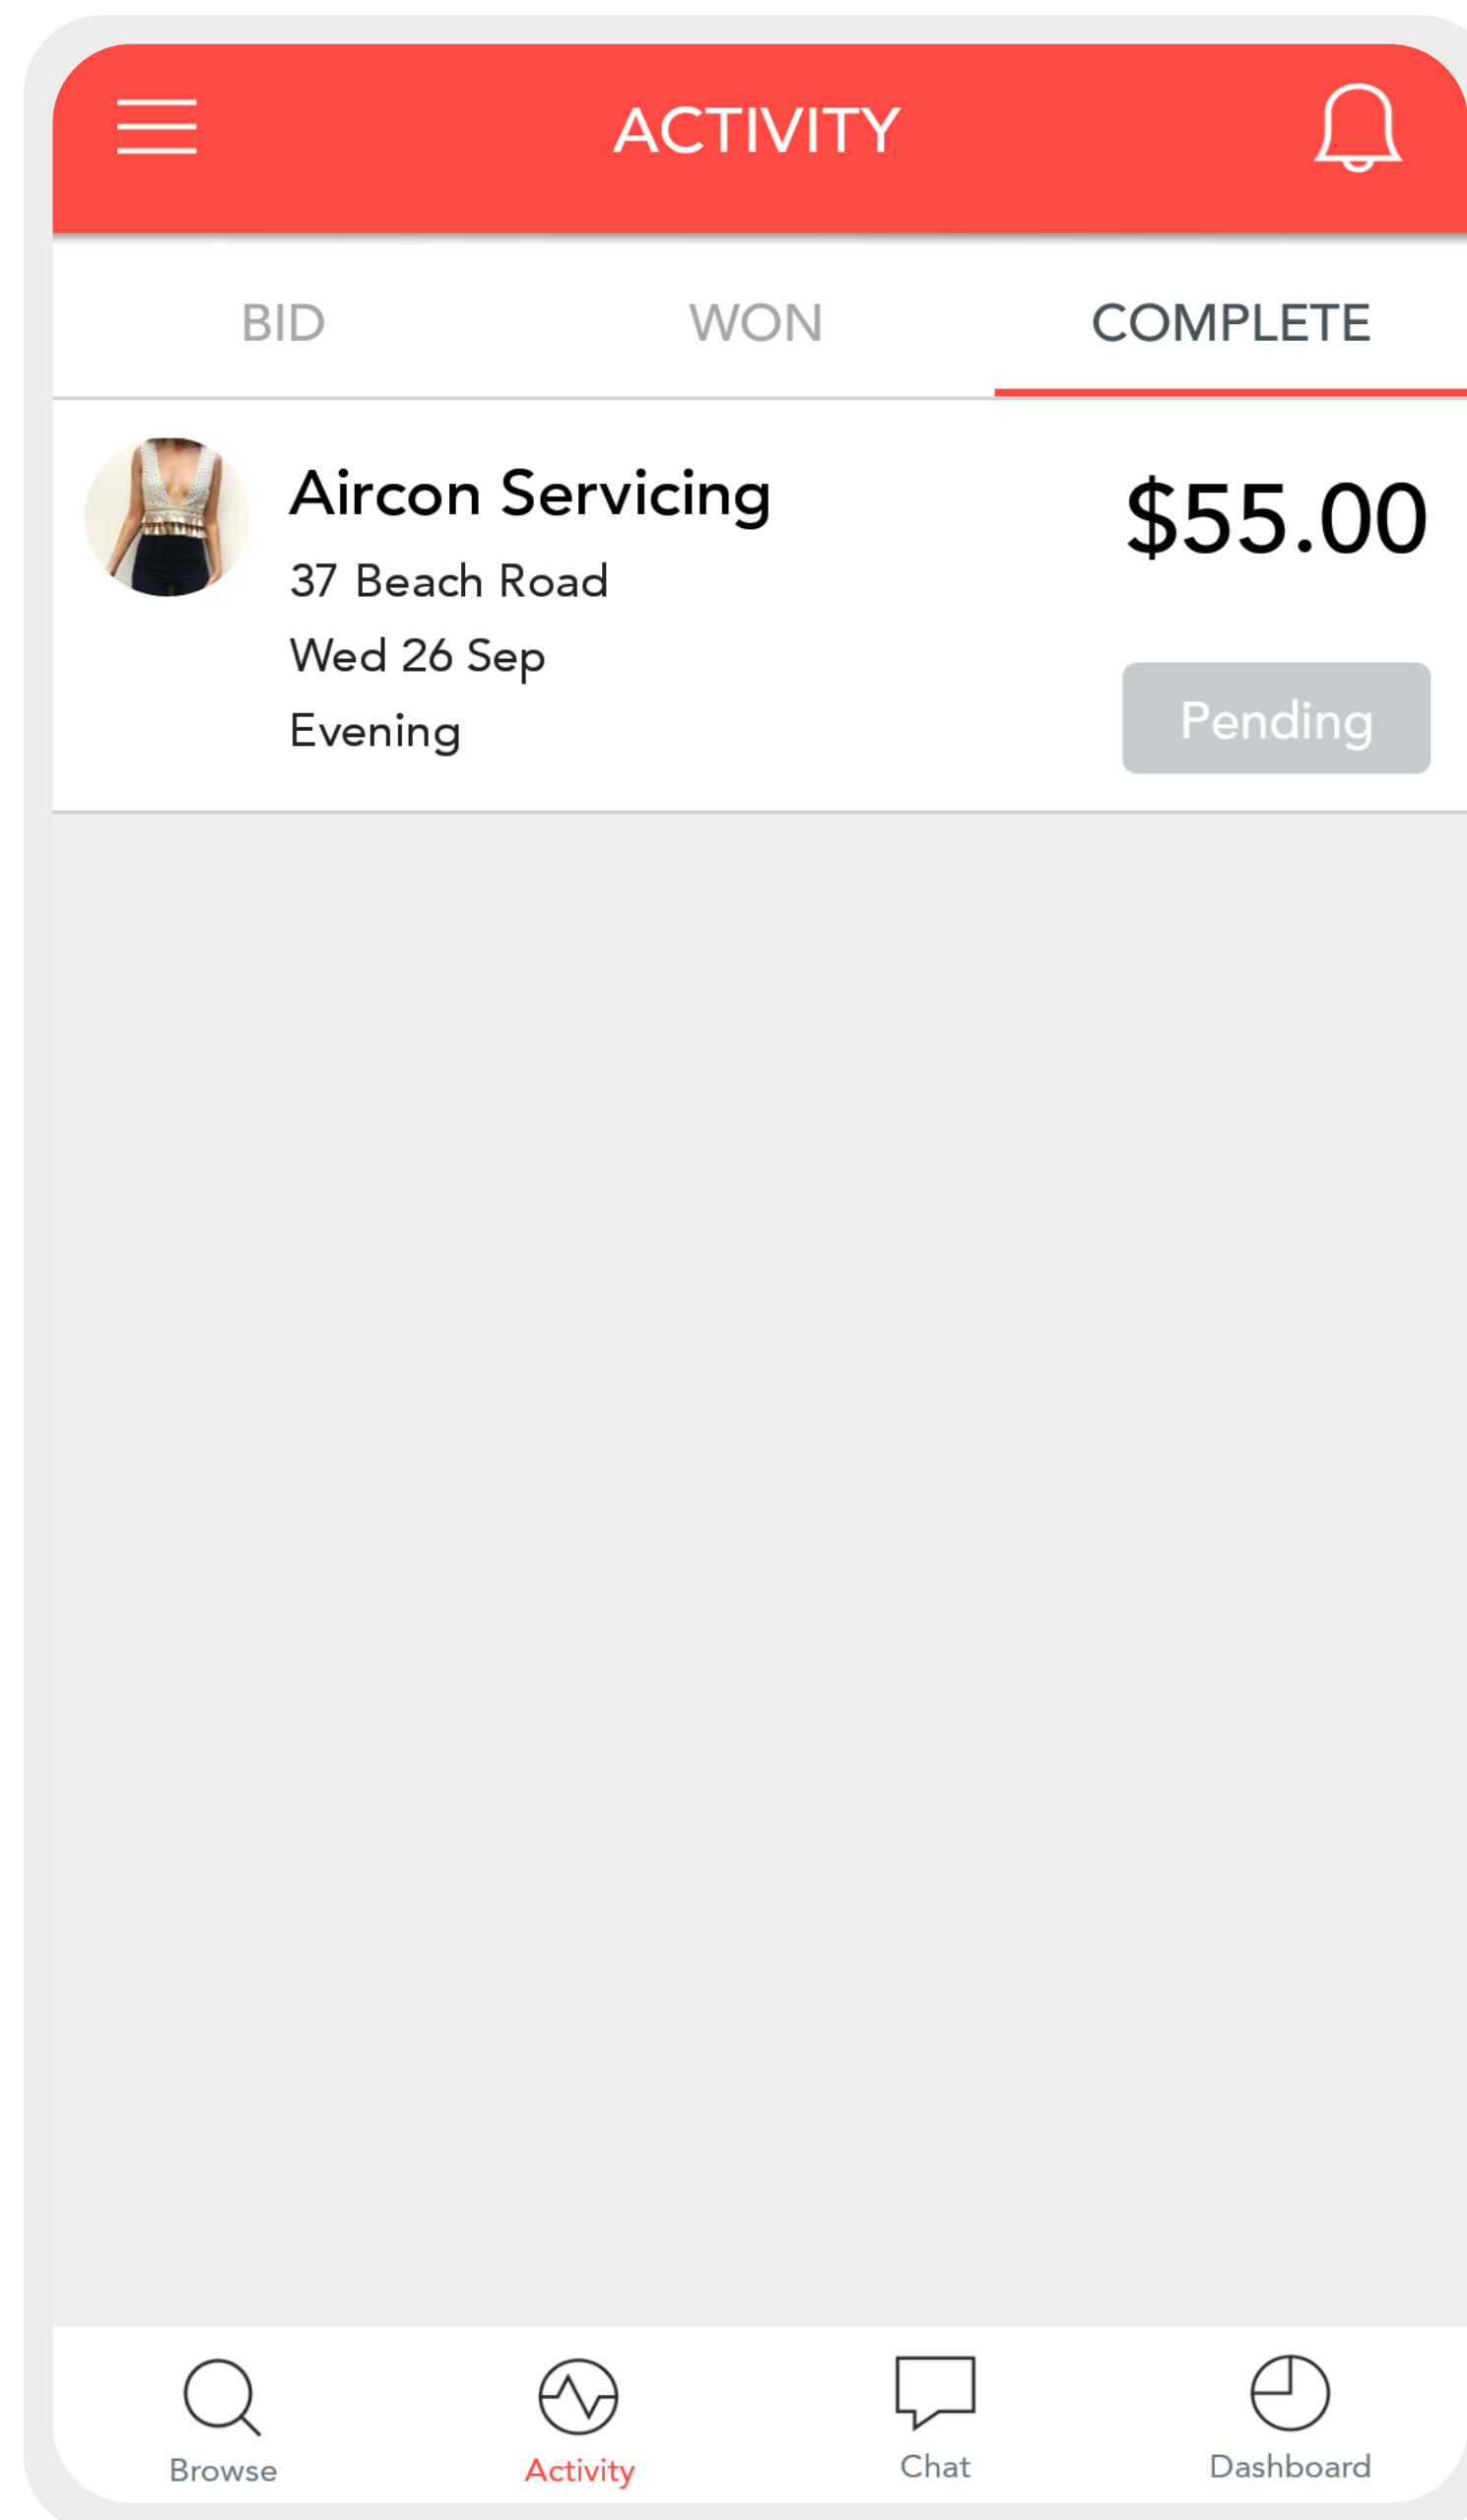 ACTIVITY
BID WON COMPLETE
Aircon Servicing
$55.00
37 Beach Road
Wed 26 Sep
Evening
Pending
Browse Activity Chat Dashboard